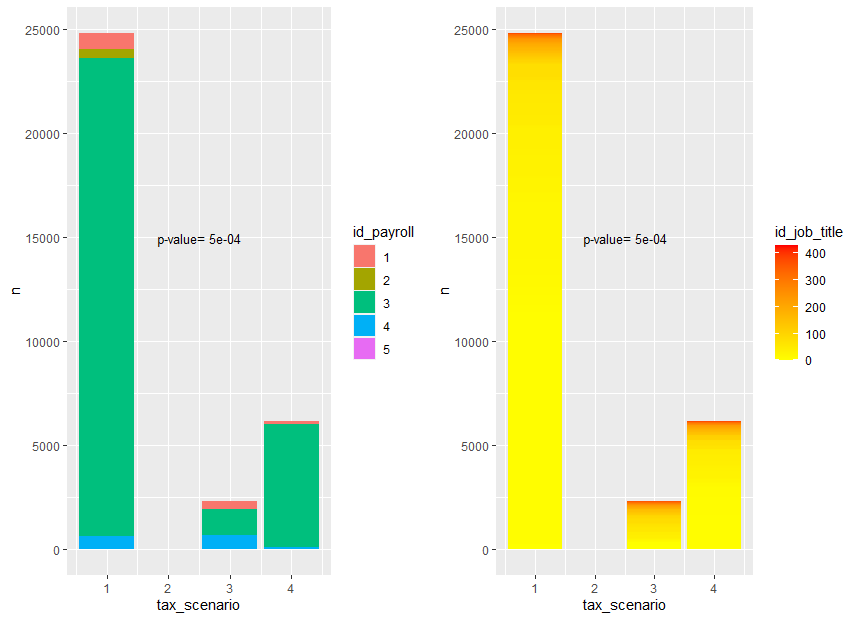 25000
20000
15000
10000
5000
0
n
p-value= 5e-04
1 2 3 4
tax_scenario
id_payroll
1
2
3
4
5
25000
20000
15000
10000
5000
0
n
p-value= 5e-04
1 2 3 4
tax_scenario
id_job_title
400
300
200
100
0